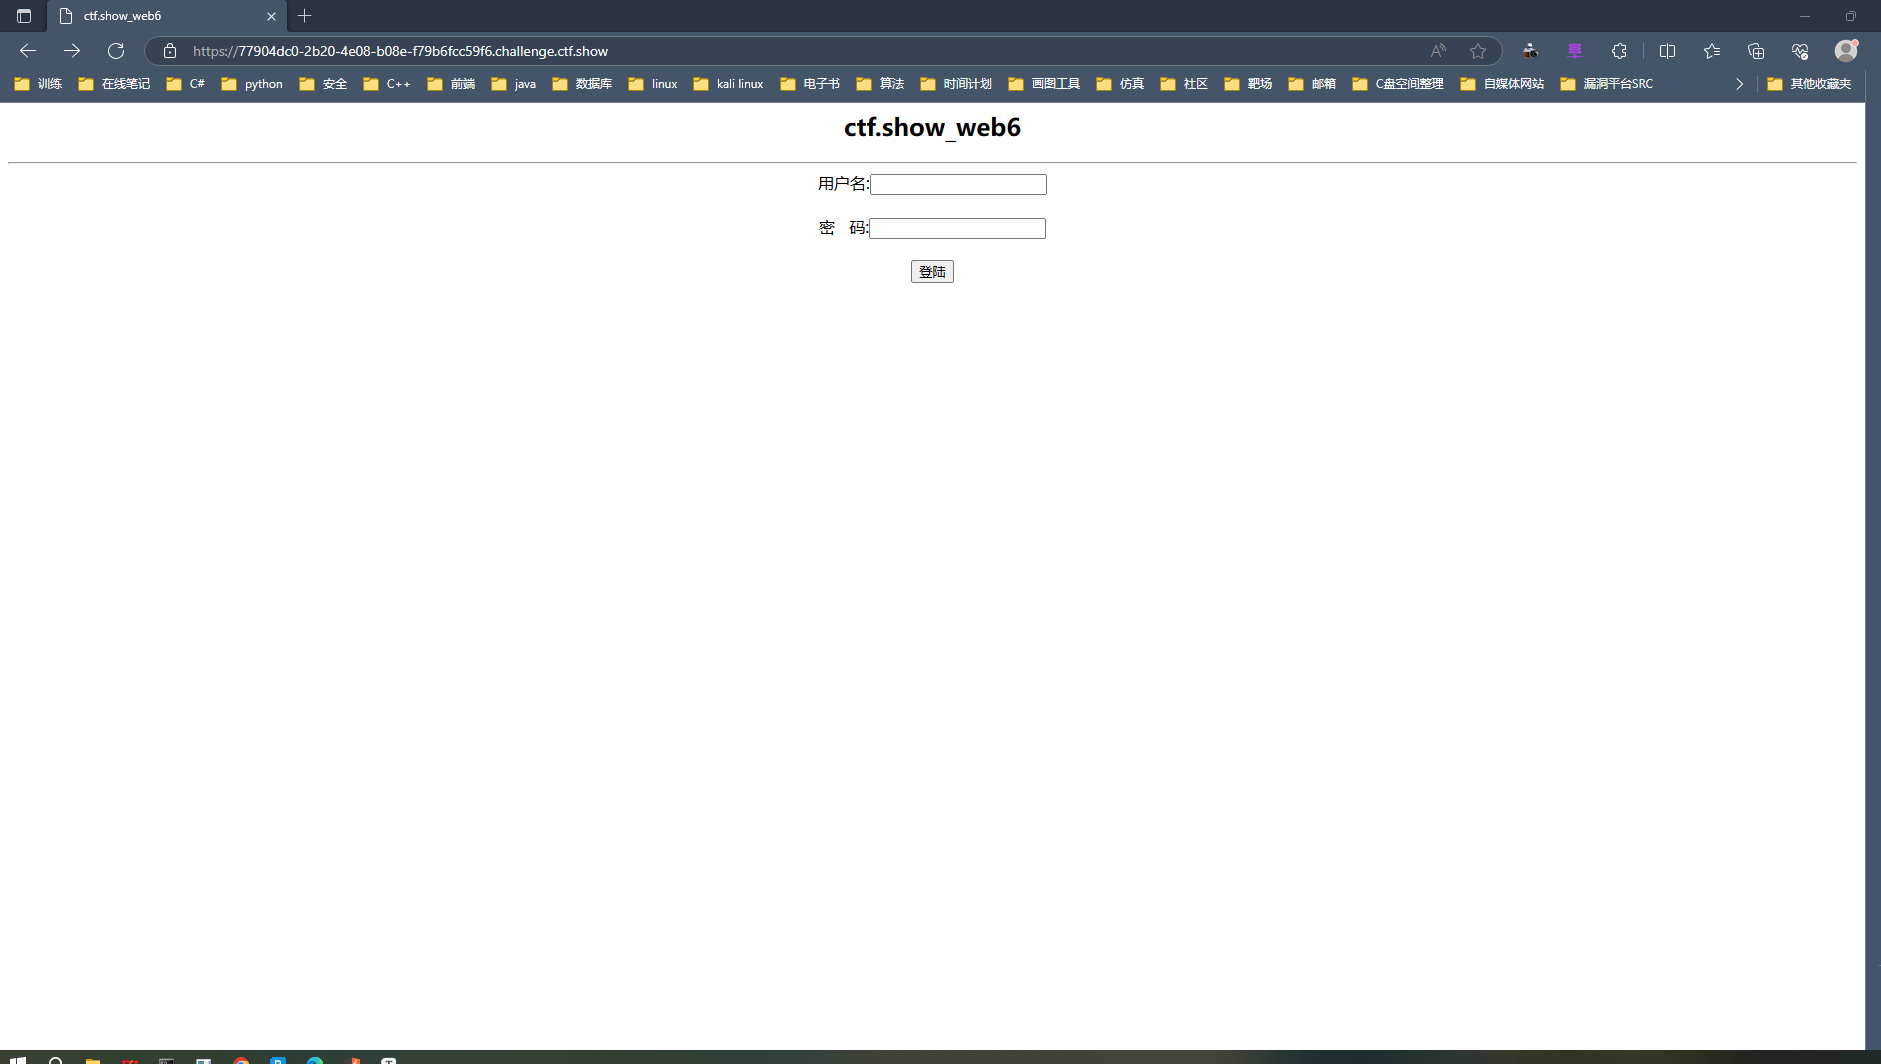 ctf.show_web6
https://77904dc0-2b20-4e08-b08e-f79b6fcc59f6.challenge.ctf.show
训练 在线笔记 C# python 安全 C++ 前端 java 数据库 linux kali linux 电子书 算法 时间计划 画图工具 仿真 社区 靶场 邮箱 C盘空间整理 自媒体网站 漏洞平台SRC 其他收藏夹
ctf.show_web6
用户名:
密 码:
登陆